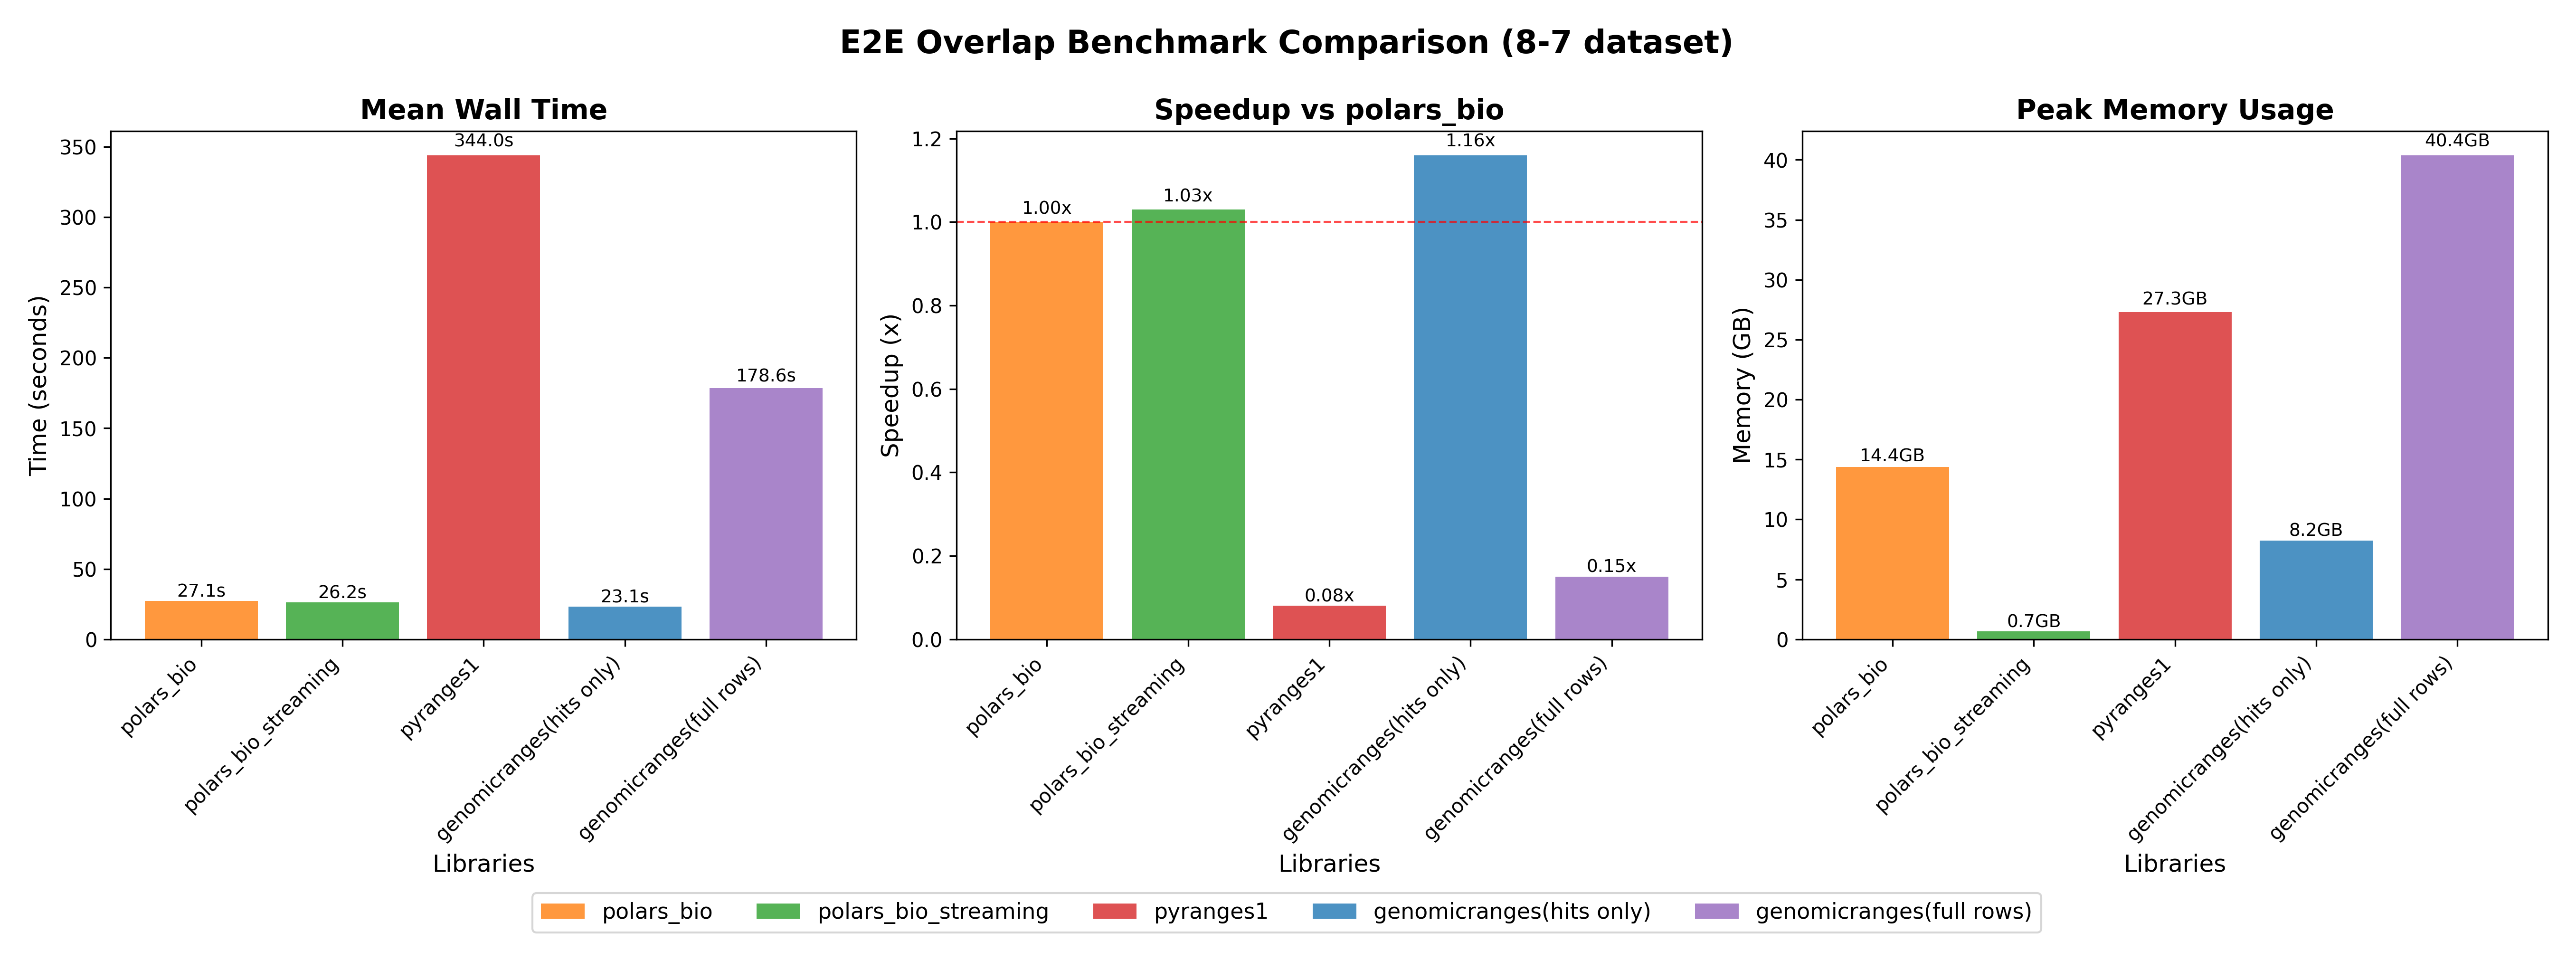 E2E Overlap Benchmark Comparison (8-7 dataset)
Mean Wall Time
Time (seconds)
350
300
250
200
150
100
50
0
27.1s
26.2s
344.0s
23.1s
178.6s
polars_bio
polars_bio_streaming
pyranges1
genomicranges(hits only)
genomicranges(full rows)
Libraries
Speedup vs polars_bio
Speedup (x)
1.2
1.0
0.8
0.6
0.4
0.2
0.0
1.00x
1.03x
0.08x
1.16x
0.15x
polars_bio
polars_bio_streaming
pyranges1
genomicranges(hits only)
genomicranges(full rows)
Libraries
Peak Memory Usage
Memory (GB)
40
35
30
25
20
15
10
5
0
14.4GB
0.7GB
27.3GB
8.2GB
40.4GB
polars_bio
polars_bio_streaming
pyranges1
genomicranges(hits only)
genomicranges(full rows)
Libraries
polars_bio
polars_bio_streaming
pyranges1
genomicranges(hits only)
genomicranges(full rows)